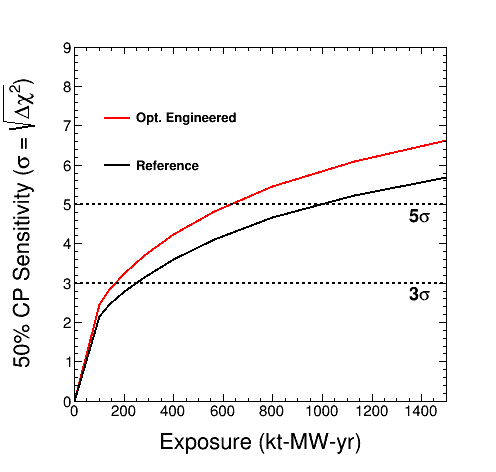 50% CP Sensitivity (σ = √Δχ²)
9
8
7
6
5
4
3
2
1
0
Opt. Engineered
Reference
5σ
3σ
0 200 400 600 800 1000 1200 1400
Exposure (kt-MW-yr)